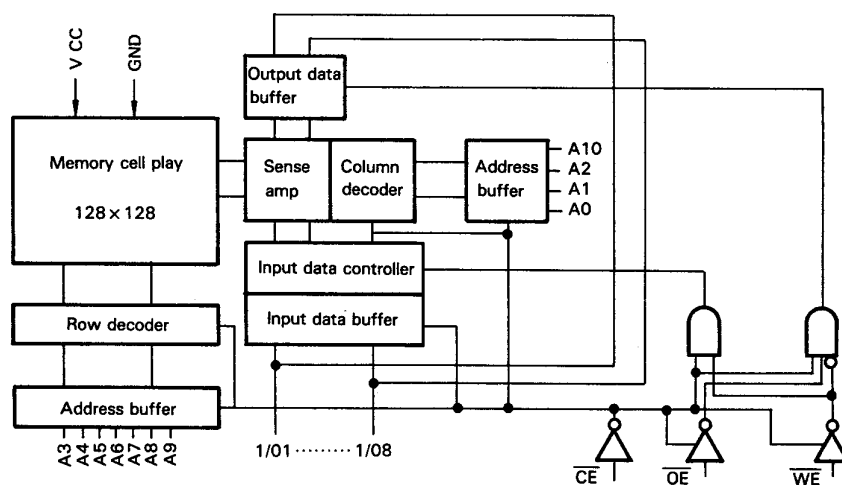 V CC
GND
Output data
buffer
Memory cell play
128 × 128
Sense
amp
Column
decoder
Address
buffer
A10
A2
A1
A0
Input data controller
Input data buffer
Row decoder
Address buffer
A3
A4
A5
A6
A7
A8
A9
1/01 ......... 1/08
CE
OE
WE